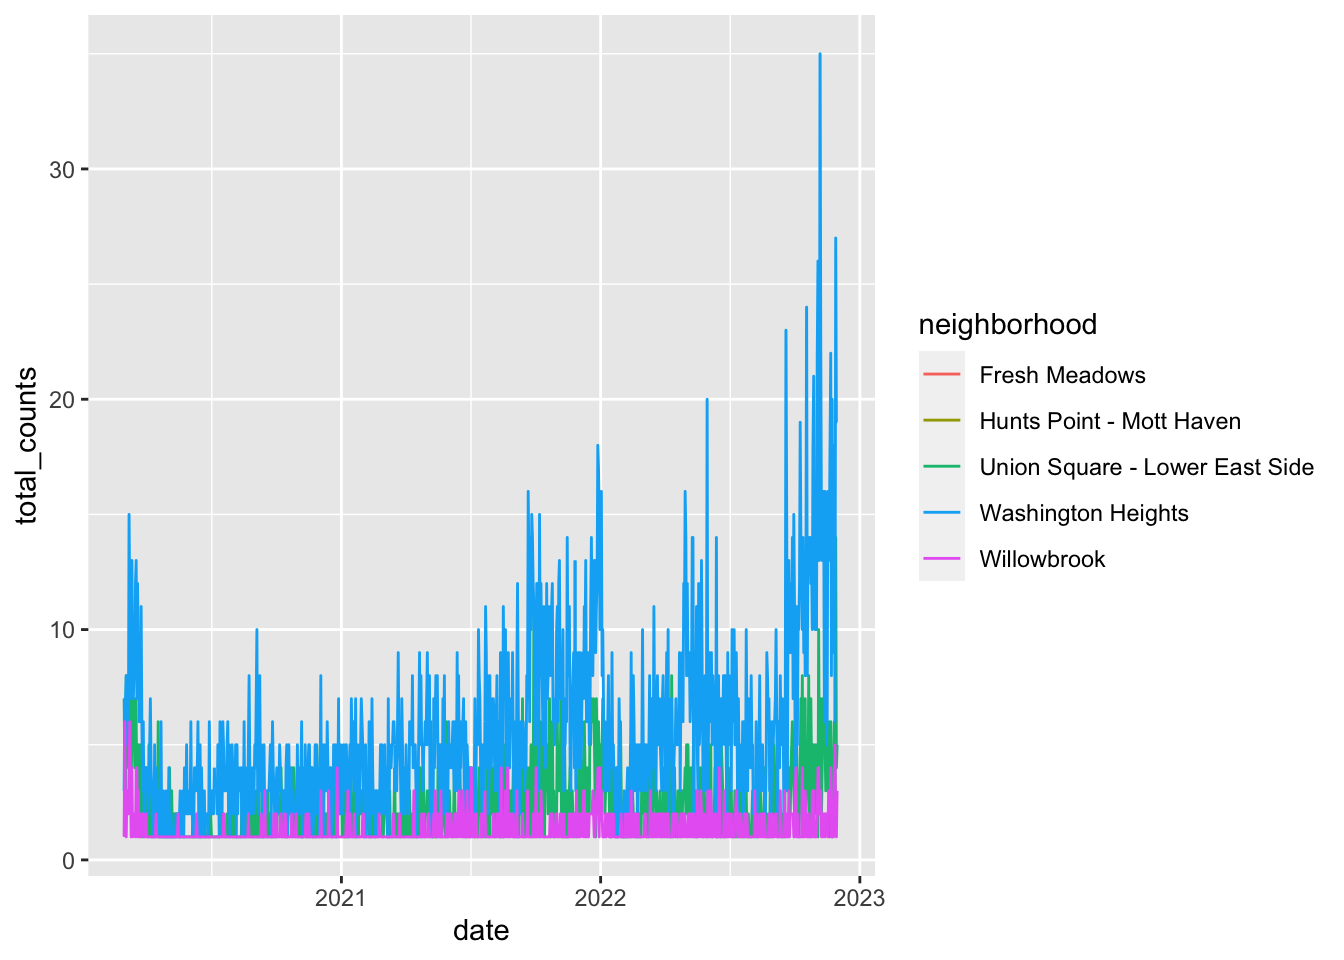 30
20
10
0
total_counts
2021
2022
2023
date
neighborhood
Fresh Meadows
Hunts Point - Mott Haven
Union Square - Lower East Side
Washington Heights
Willowbrook